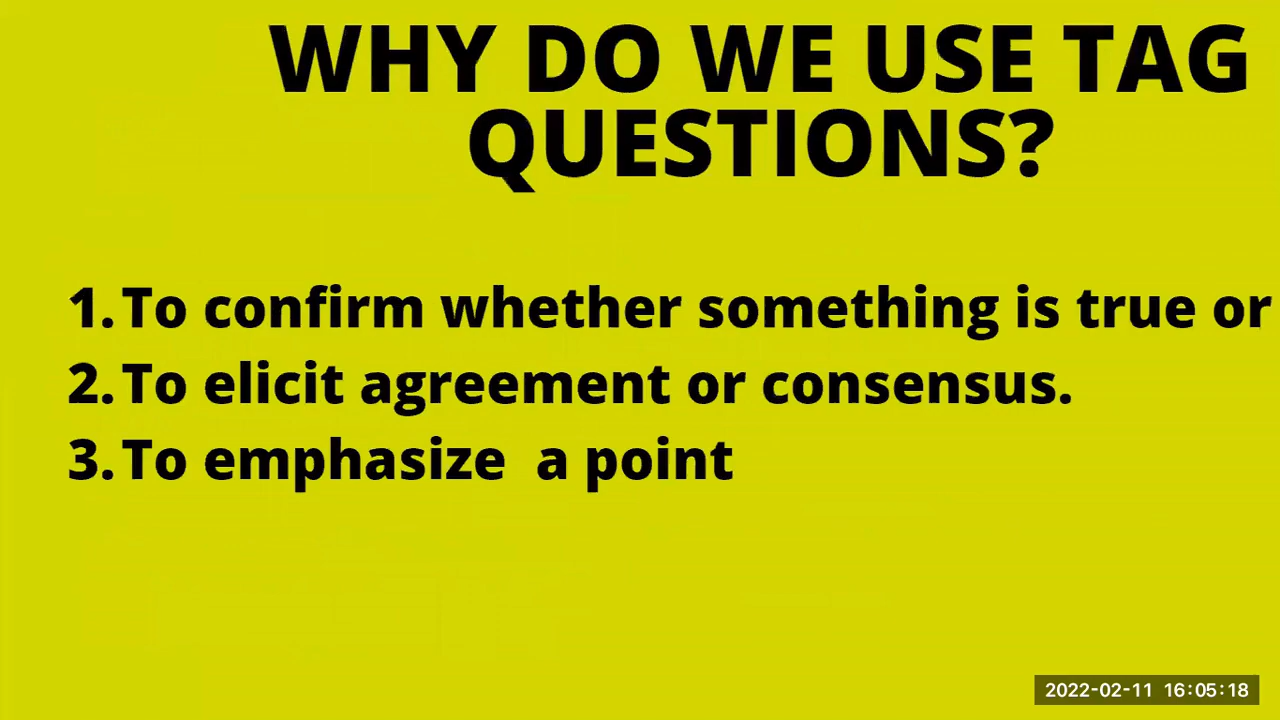 WHY DO WE USE TAG
QUESTIONS?
1. To confirm whether something is true or
2. To elicit agreement or consensus.
3. To emphasize  a point
2022-02-11 16:05:18